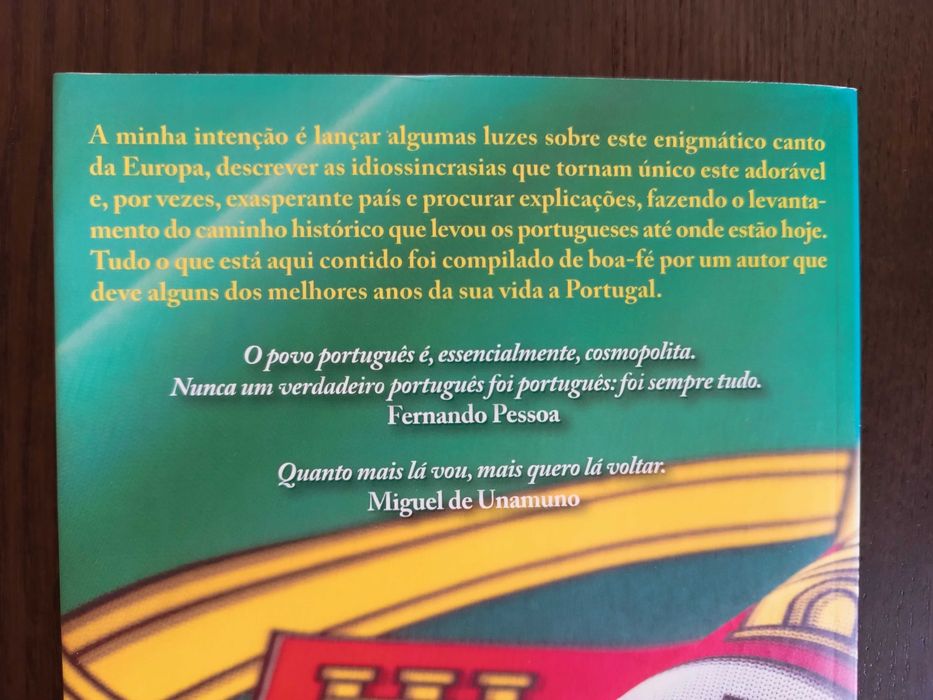 A minha intenção é lançar algumas luzes sobre este enigmático canto
da Europa, descrever as idiossincrasias que tornam único este adorável
e, por vezes, exasperante país e procurar explicações, fazendo o levanta-
mento do caminho histórico que levou os portugueses até onde estão hoje.
Tudo o que está aqui contido foi compilado de boa-fé por um autor que
deve alguns dos melhores anos da sua vida a Portugal.
O povo português é, essencialmente, cosmopolita.
Nunca um verdadeiro português foi português: foi sempre tudo.
Fernando Pessoa
Quanto mais lá vou, mais quero lá voltar.
Miguel de Unamuno